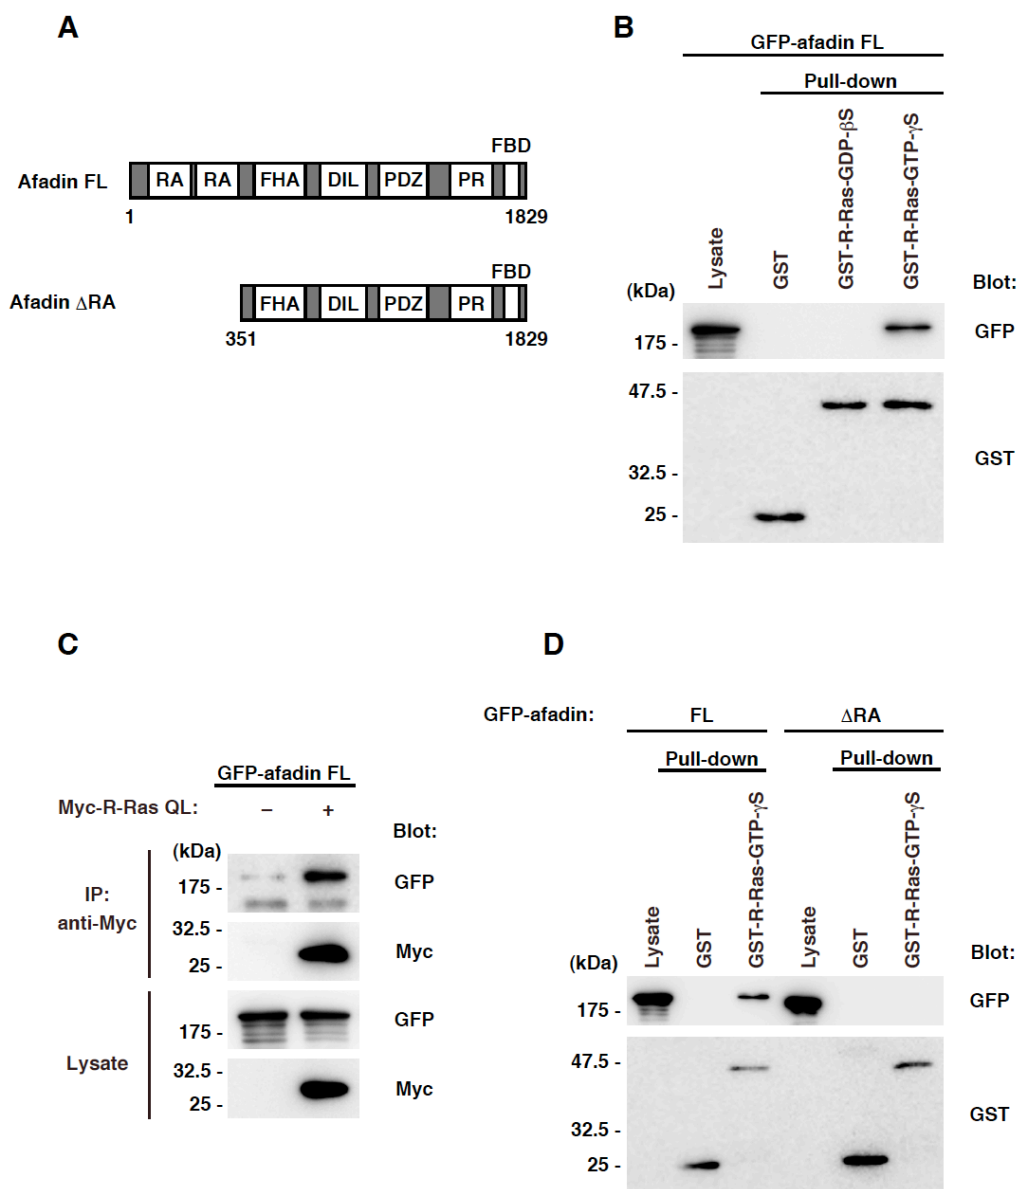 A
FBD
Afadin FL
RA RA FHA DIL PDZ PR
1 1829
FBD
Afadin ΔRA
FHA DIL PDZ PR
351 1829
B
GFP-afadin FL
Pull-down
Lysate
GST
GST-R-Ras-GDP-βS
GST-R-Ras-GTP-γS
(kDa)
Blot:
175 -
GFP
47.5 -
32.5 -
25 -
GST
C
GFP-afadin FL
Myc-R-Ras QL: – +
Blot:
(kDa)
IP:
anti-Myc
175 -
GFP
32.5 -
25 -
Myc
Lysate
175 -
GFP
32.5 -
25 -
Myc
D
GFP-afadin: FL ΔRA
Pull-down Pull-down
Lysate
GST
GST-R-Ras-GTP-γS
Lysate
GST
GST-R-Ras-GTP-γS
(kDa)
Blot:
175 -
GFP
47.5 -
32.5 -
25 -
GST